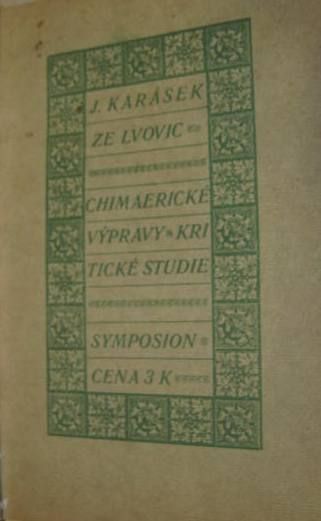 J. KARÁSEK
ZE LVOVIC
CHIMAERICKÉ
VÝPRAVY * KRI
TICKÉ STUDIE
SYMPOSION
CENA 3 K